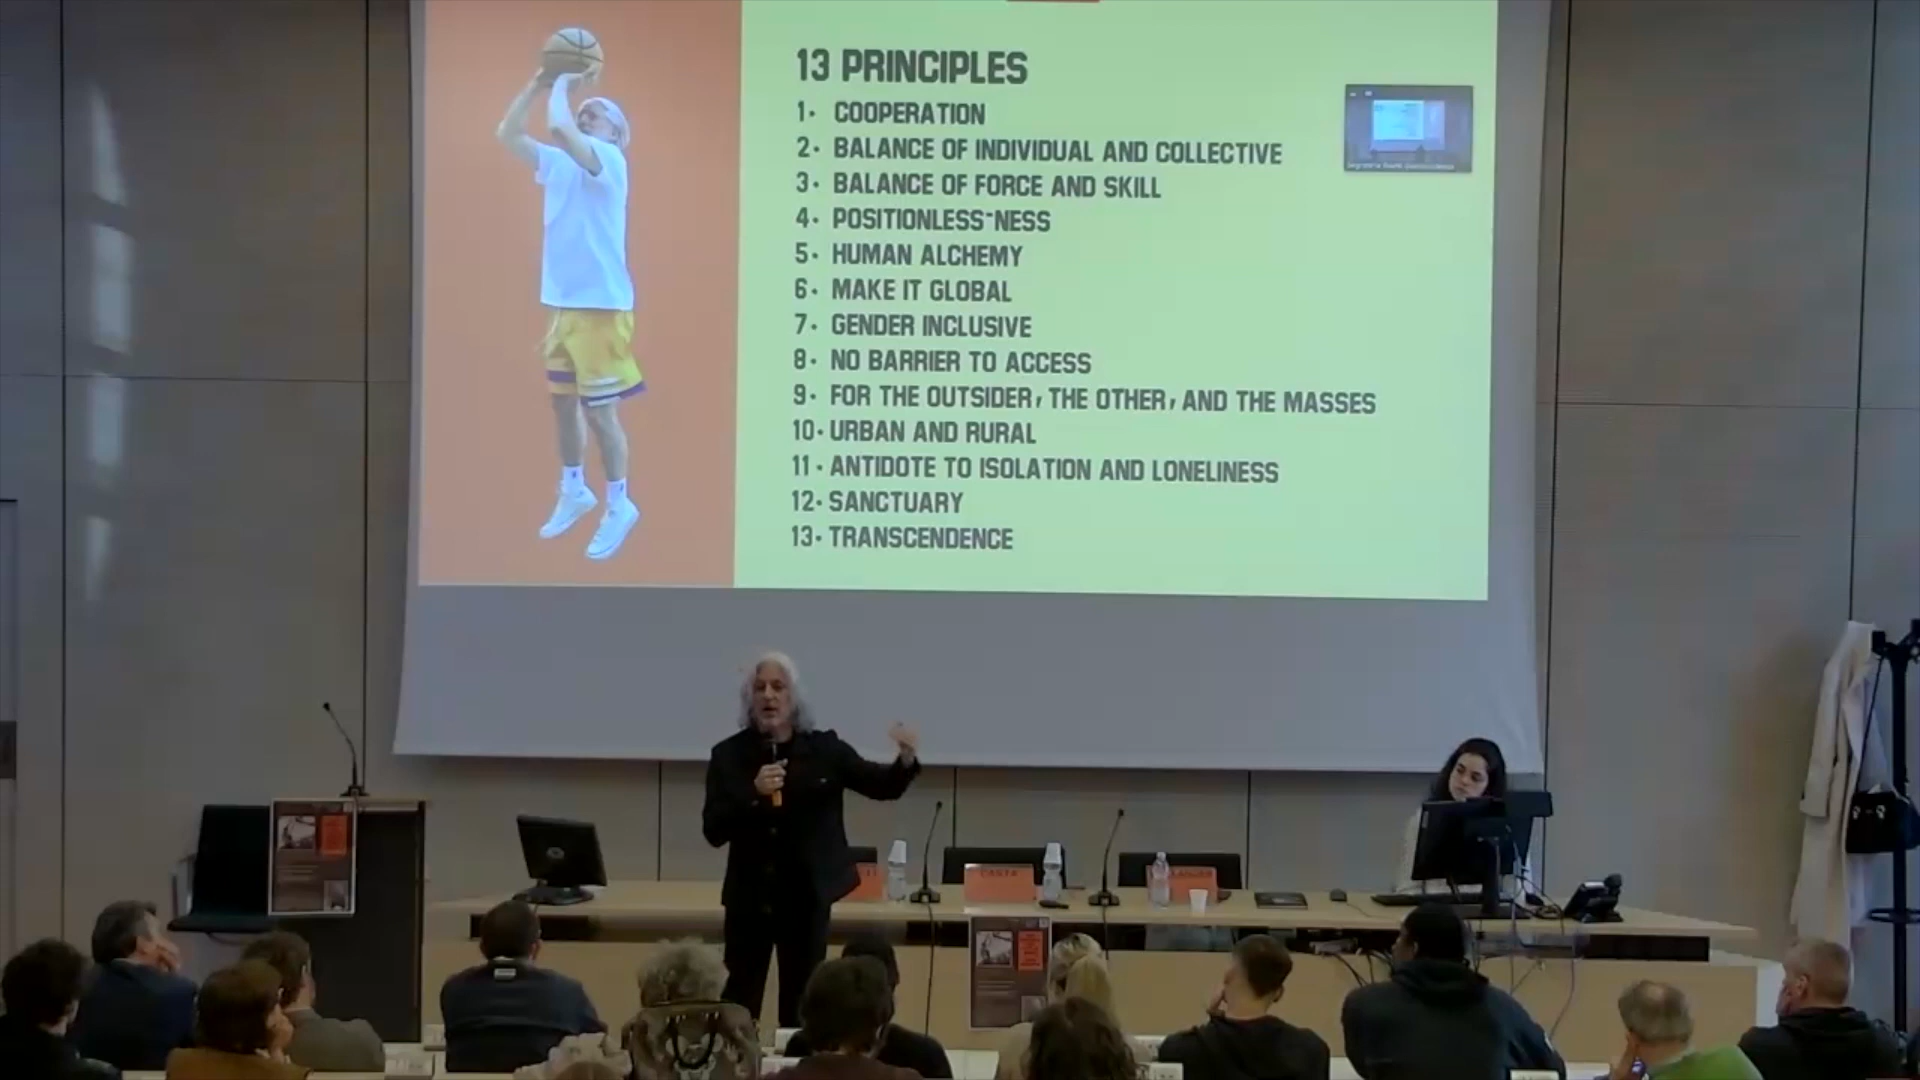 13 PRINCIPLES
1. COOPERATION
2. BALANCE OF INDIVIDUAL AND COLLECTIVE
3. BALANCE OF FORCE AND SKILL
4. POSITIONLESS-NESS
5. HUMAN ALCHEMY
6. MAKE IT GLOBAL
7. GENDER INCLUSIVE
8. NO BARRIER TO ACCESS
9. FOR THE OUTSIDER, THE OTHER, AND THE MASSES
10. URBAN AND RURAL
11. ANTIDOTE TO ISOLATION AND LONELINESS
12. SANCTUARY
13. TRANSCENDENCE